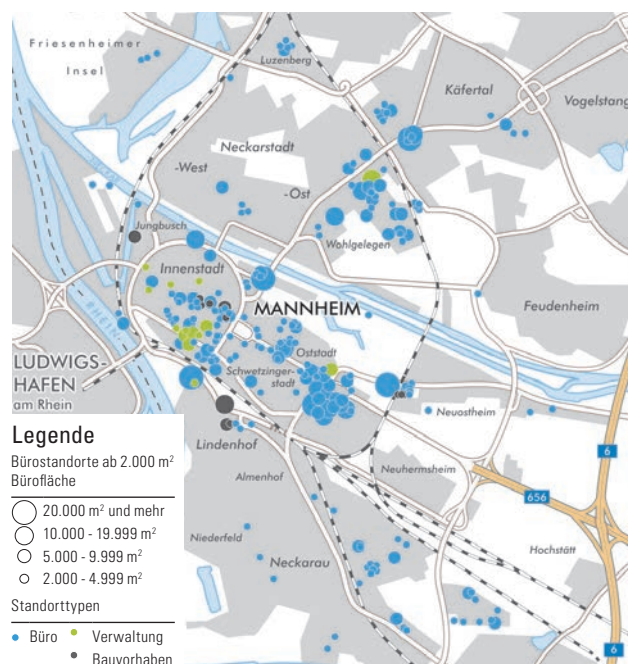 Friesenheimer
Insel
Luzenberg
Käfertal
Vogelstang
Neckarstadt
-West
-Ost
NECKAR
Jungbusch
Wohlgelegen
Innenstadt
MANNHEIM
Feudenheim
RHEIN
LUDWIGS-
HAFEN
am Rhein
Oststadt
Schwetzinger-
stadt
Neuostheim
Lindenhof
6
Almenhof
Neuhermsheim
656
Niederfeld
Hochstätt
Neckarau
6
Legende
Bürostandorte ab 2.000 m²
Bürofläche
20.000 m² und mehr
10.000 - 19.999 m²
5.000 - 9.999 m²
2.000 - 4.999 m²
Standorttypen
Büro Verwaltung
Bauvorhaben